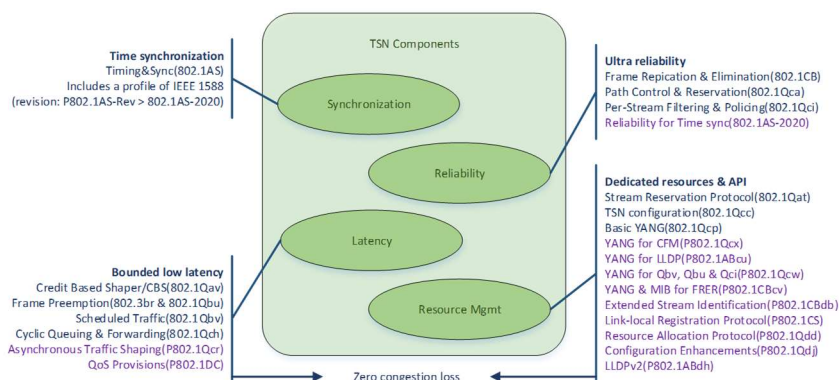 TSN Components
Time synchronization
Timing&Sync(802.1AS)
Includes a profile of IEEE 1588
(revision: P802.1AS-Rev > 802.1AS-2020)
Synchronization
Ultra reliability
Frame Repication & Elimination(802.1CB)
Path Control & Reservation(802.1Qca)
Per-Stream Filtering & Policing(802.1Qci)
Reliability for Time sync(802.1AS-2020)
Reliability
Bounded low latency
Credit Based Shaper/CBS(802.1Qav)
Frame Preemption(802.3br & 802.1Qbu)
Scheduled Traffic(802.1Qbv)
Cyclic Queuing & Forwarding(802.1Qch)
Asynchronous Traffic Shaping(P802.1Qcr)
QoS Provisions(P802.1DC)
Latency
Dedicated resources & API
Stream Reservation Protocol(802.1Qat)
TSN configuration(802.1Qcc)
Basic YANG(802.1Qcp)
YANG for CFM(P802.1Qcx)
YANG for LLDP(P802.1ABcu)
YANG for Qbv, Qbu & Qci(P802.1Qcw)
YANG & MIB for FRER(P802.1CBcv)
Extended Stream Identification(P802.1CBdb)
Link-local Registration Protocol(P802.1CS)
Resource Allocation Protocol(P802.1Qdd)
Configuration Enhancements(P802.1Qdj)
LLDPv2(P802.1ABdh)
Resource Mgmt
Zero congestion loss